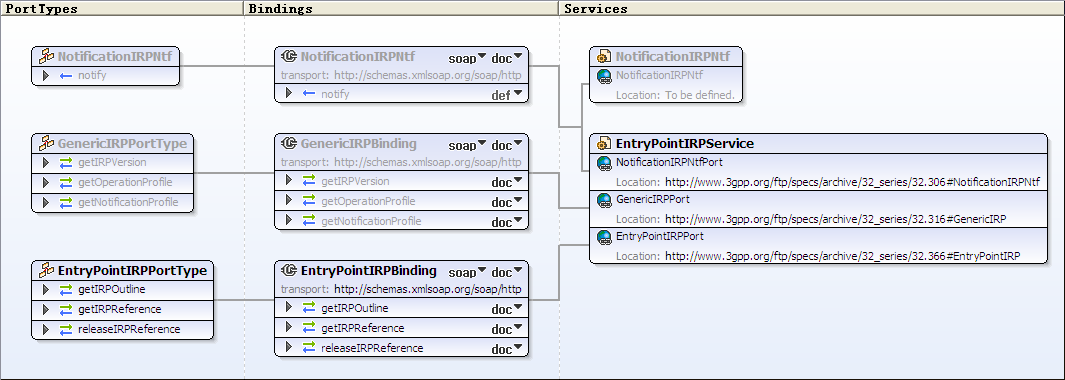 PortTypes
Bindings
Services
NotificationIRPNtf
notify
GenericIRPPortType
getIRPVersion
getOperationProfile
getNotificationProfile
EntryPointIRPPortType
getIRPOutline
getIRPReference
releaseIRPReference
NotificationIRPNtf soap doc
transport: http://schemas.xmlsoap.org/soap/http
notify def
GenericIRPBinding soap doc
transport: http://schemas.xmlsoap.org/soap/http
getIRPVersion doc
getOperationProfile doc
getNotificationProfile doc
EntryPointIRPBinding soap doc
transport: http://schemas.xmlsoap.org/soap/http
getIRPOutline doc
getIRPReference doc
releaseIRPReference doc
NotificationIRPNtf
NotificationIRPNtf
Location: To be defined.
EntryPointIRPService
NotificationIRPNtfPort
Location: http://www.3gpp.org/ftp/specs/archive/32_series/32.306#NotificationIRPNtf
GenericIRPPort
Location: http://www.3gpp.org/ftp/specs/archive/32_series/32.316#GenericIRP
EntryPointIRPPort
Location: http://www.3gpp.org/ftp/specs/archive/32_series/32.366#EntryPointIRP